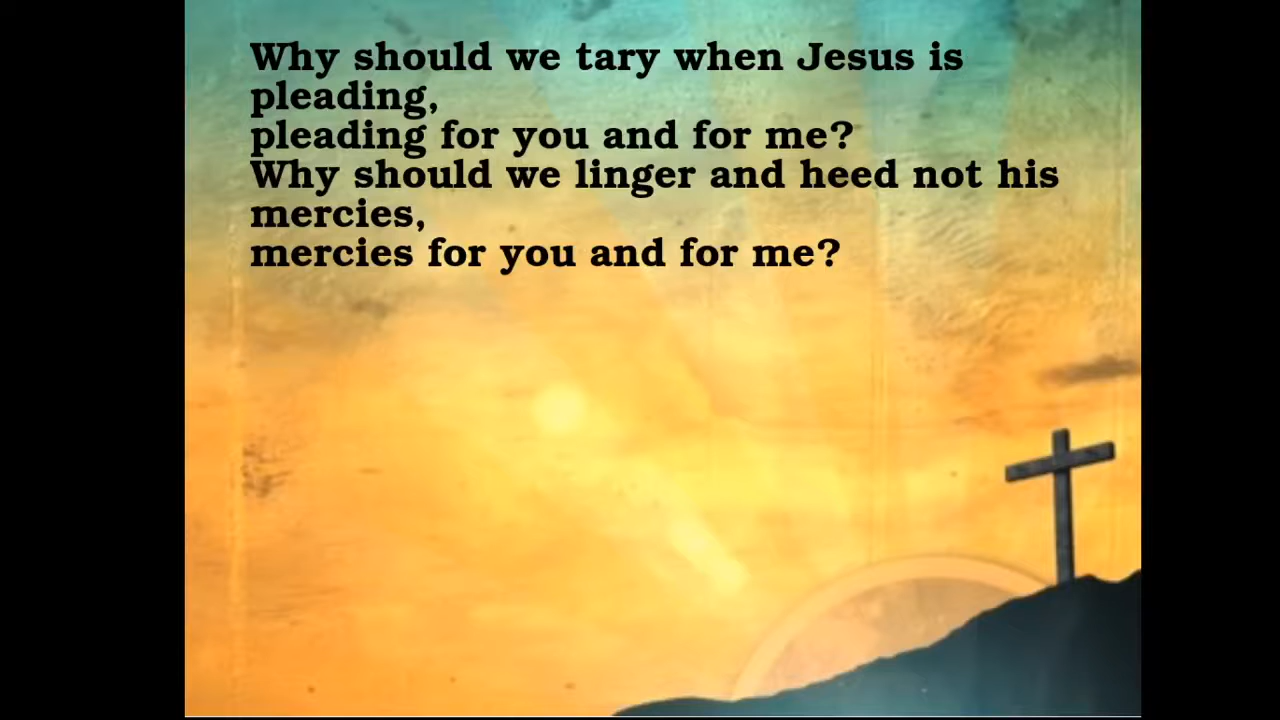 Why should we tary when Jesus is
pleading,
pleading for you and for me?
Why should we linger and heed not his
mercies,
mercies for you and for me?